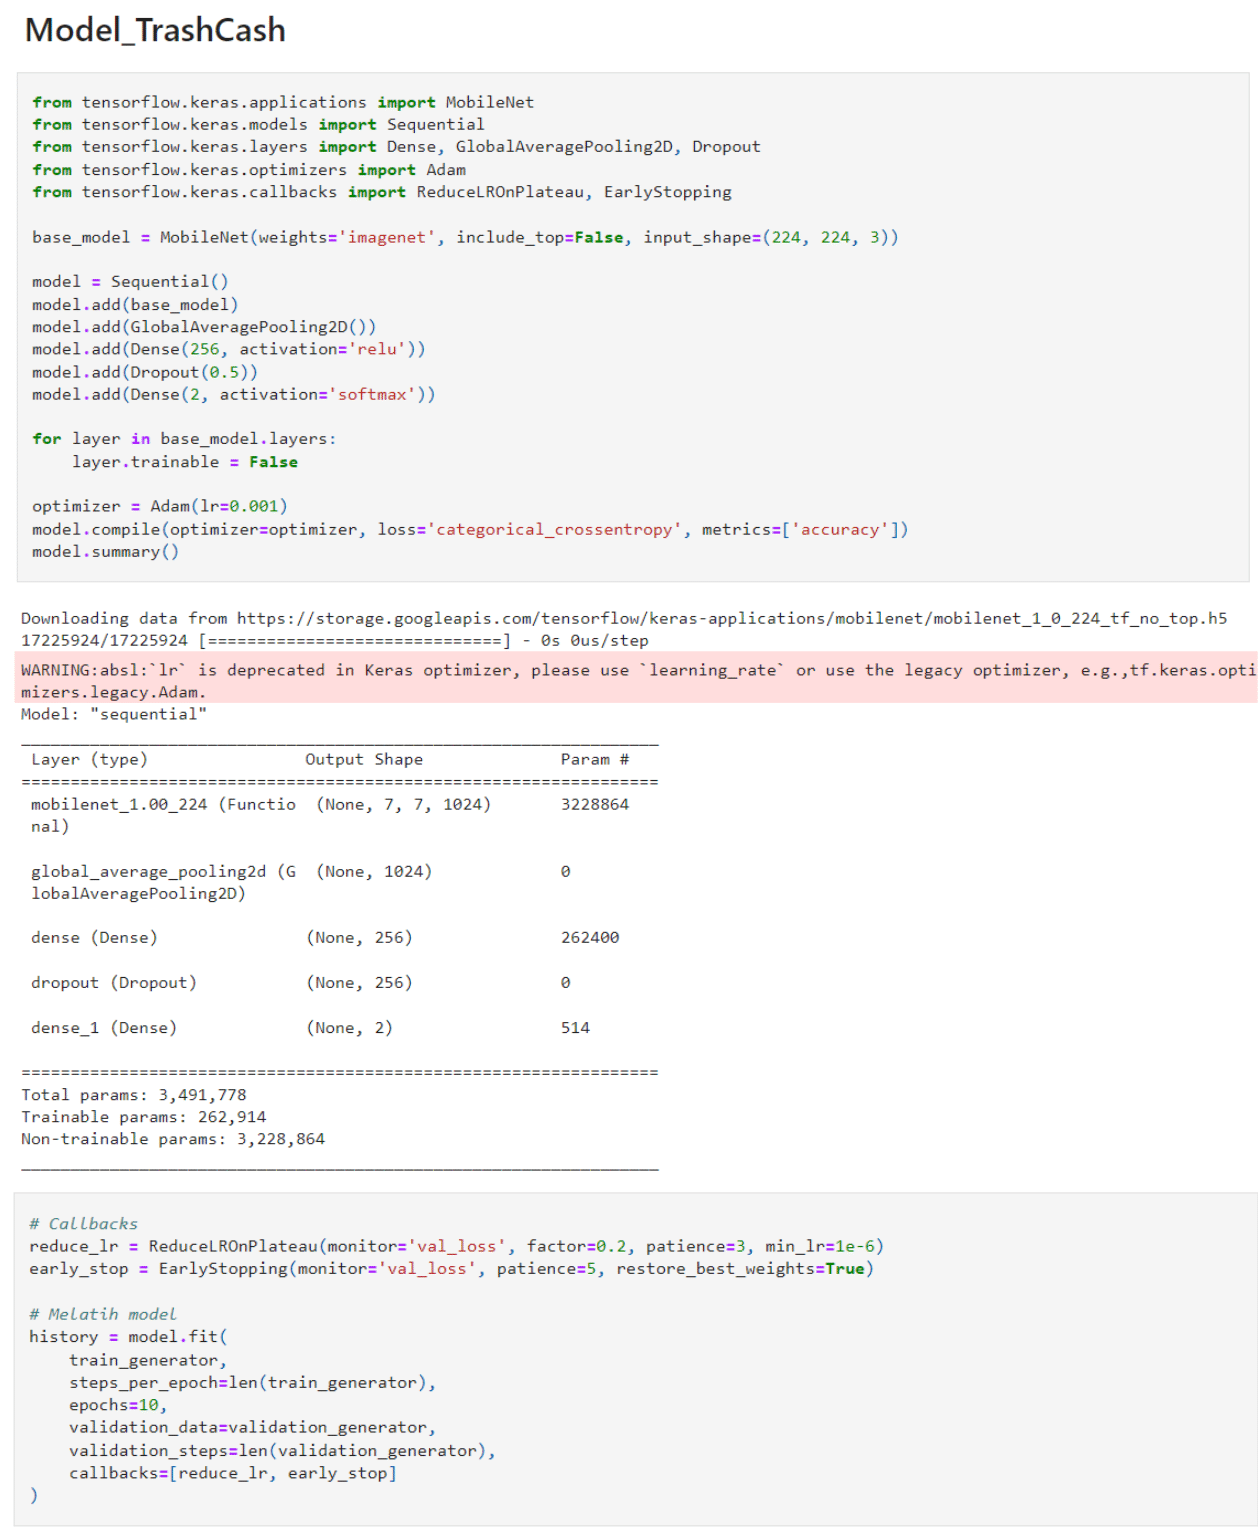 Model_TrashCash
from tensorflow.keras.applications import MobileNet
from tensorflow.keras.models import Sequential
from tensorflow.keras.layers import Dense, GlobalAveragePooling2D, Dropout
from tensorflow.keras.optimizers import Adam
from tensorflow.keras.callbacks import ReduceLROnPlateau, EarlyStopping
base_model = MobileNet(weights='imagenet', include_top=False, input_shape=(224, 224, 3))
model = Sequential()
model.add(base_model)
model.add(GlobalAveragePooling2D())
model.add(Dense(256, activation='relu'))
model.add(Dropout(0.5))
model.add(Dense(2, activation='softmax'))
for layer in base_model.layers:
    layer.trainable = False
optimizer = Adam(lr=0.001)
model.compile(optimizer=optimizer, loss='categorical_crossentropy', metrics=['accuracy'])
model.summary()
Downloading data from https://storage.googleapis.com/tensorflow/keras-applications/mobilenet/mobilenet_1_0_224_tf_no_top.h5
17225924/17225924 [==============================] - 0s 0us/step
WARNING:absl:`lr` is deprecated in Keras optimizer, please use `learning_rate` or use the legacy optimizer, e.g.,tf.keras.opti
mizers.legacy.Adam.
Model: "sequential"
_________________________________________________________________
 Layer (type)                Output Shape              Param #
=================================================================
 mobilenet_1.00_224 (Functio  (None, 7, 7, 1024)       3228864
 nal)
 global_average_pooling2d (G  (None, 1024)             0
 lobalAveragePooling2D)
 dense (Dense)               (None, 256)               262400
 dropout (Dropout)           (None, 256)               0
 dense_1 (Dense)             (None, 2)                 514
=================================================================
Total params: 3,491,778
Trainable params: 262,914
Non-trainable params: 3,228,864
_________________________________________________________________
# Callbacks
reduce_lr = ReduceLROnPlateau(monitor='val_loss', factor=0.2, patience=3, min_lr=1e-6)
early_stop = EarlyStopping(monitor='val_loss', patience=5, restore_best_weights=True)
# Melatih model
history = model.fit(
    train_generator,
    steps_per_epoch=len(train_generator),
    epochs=10,
    validation_data=validation_generator,
    validation_steps=len(validation_generator),
    callbacks=[reduce_lr, early_stop]
)